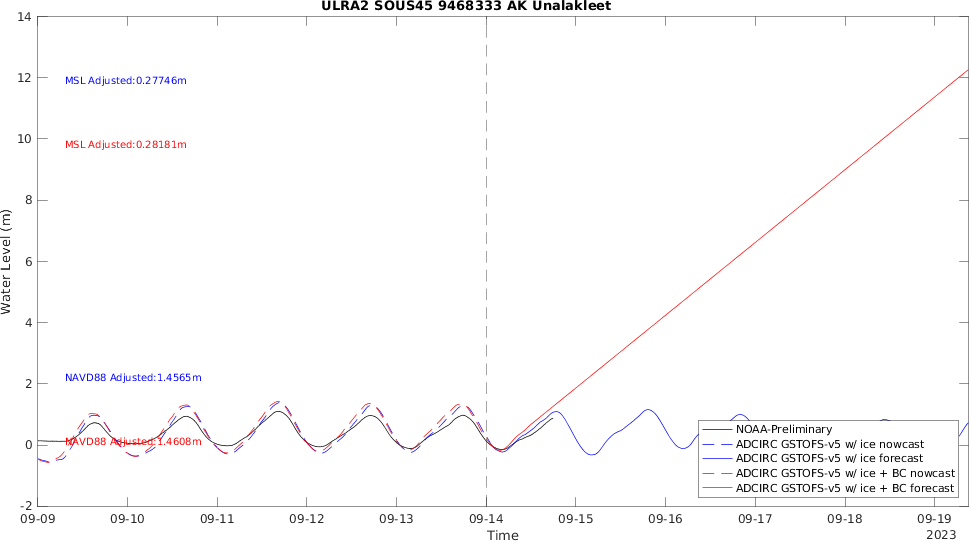 ULRA2 SOUS45 9468333 AK Unalakleet
14
12
10
8
6
4
2
0
-2
Water Level (m)
MSL Adjusted:0.27746m
MSL Adjusted:0.28181m
NAVD88 Adjusted:1.4565m
NAVD88 Adjusted:1.4608m
NOAA-Preliminary
ADCIRC GSTOFS-v5 w/ ice nowcast
ADCIRC GSTOFS-v5 w/ ice forecast
ADCIRC GSTOFS-v5 w/ ice + BC nowcast
ADCIRC GSTOFS-v5 w/ ice + BC forecast
09-09 09-10 09-11 09-12 09-13 09-14 09-15 09-16 09-17 09-18 09-19
2023
Time